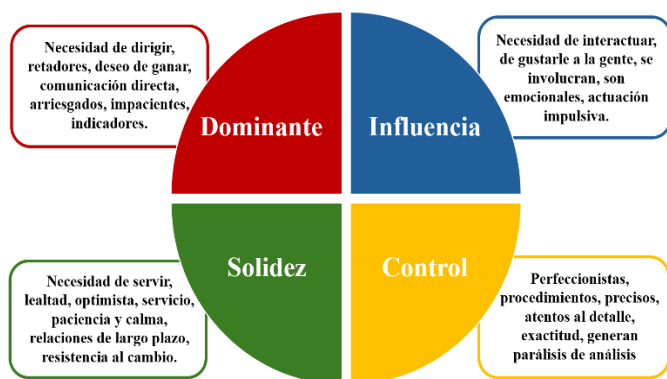 Necesidad de dirigir,
retadores, deseo de ganar,
comunicación directa,
arriesgados, impacientes,
indicadores.
Dominante
Influencia
Necesidad de interactuar,
de gustarle a la gente, se
involucran, son
emocionales, actuación
impulsiva.
Necesidad de servir,
lealtad, optimista, servicio,
paciencia y calma,
relaciones de largo plazo,
resistencia al cambio.
Solidez
Control
Perfeccionistas,
procedimientos, precisos,
atentos al detalle,
exactitud, generan
parálisis de análisis